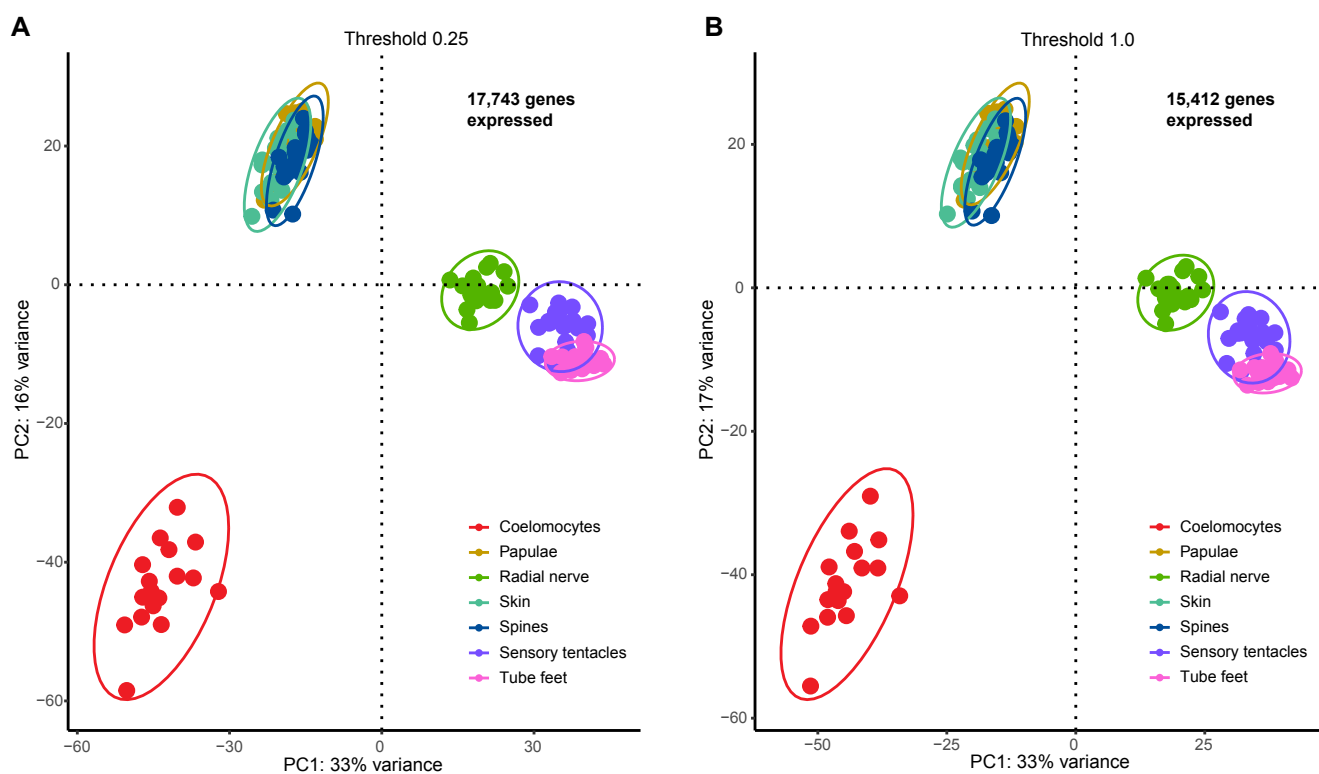 A
Threshold 0.25
17,743 genes
expressed
PC2: 16% variance
20
0
−20
−40
−60
Coelomocytes
Papulae
Radial nerve
Skin
Spines
Sensory tentacles
Tube feet
−60
−30
0
30
PC1: 33% variance
B
Threshold 1.0
15,412 genes
expressed
PC2: 17% variance
20
0
−20
−40
−60
Coelomocytes
Papulae
Radial nerve
Skin
Spines
Sensory tentacles
Tube feet
−50
−25
0
25
PC1: 33% variance